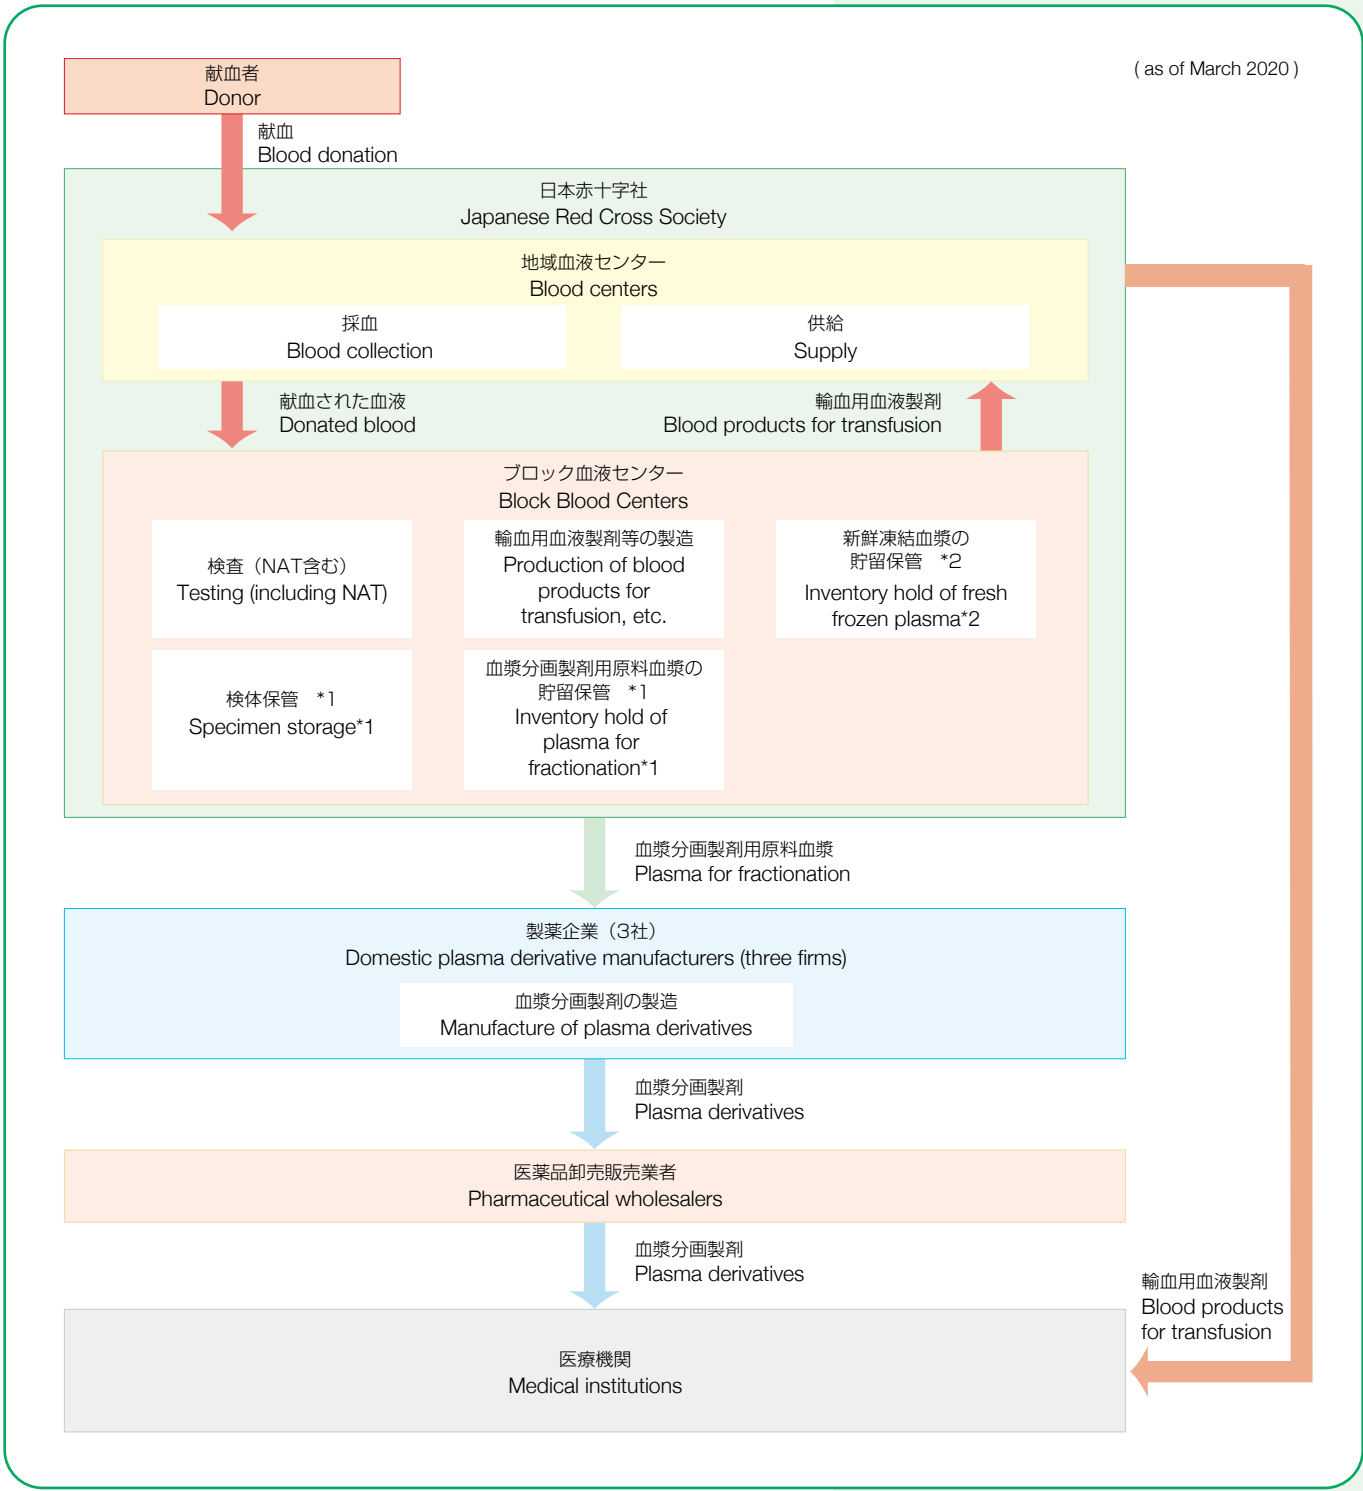 ( as of March 2020 )
献血者
Donor
献血
Blood donation
日本赤十字社
Japanese Red Cross Society
地域血液センター
Blood centers
採血
Blood collection
供給
Supply
献血された血液
Donated blood
輸血用血液製剤
Blood products for transfusion
ブロック血液センター
Block Blood Centers
検査（NAT含む）
Testing (including NAT)
輸血用血液製剤等の製造
Production of blood
products for
transfusion, etc.
新鮮凍結血漿の
貯留保管　*2
Inventory hold of fresh
frozen plasma*2
検体保管　*1
Specimen storage*1
血漿分画製剤用原料血漿の
貯留保管　*1
Inventory hold of
plasma for
fractionation*1
血漿分画製剤用原料血漿
Plasma for fractionation
製薬企業（3社）
Domestic plasma derivative manufacturers (three firms)
血漿分画製剤の製造
Manufacture of plasma derivatives
血漿分画製剤
Plasma derivatives
医薬品卸売販売業者
Pharmaceutical wholesalers
血漿分画製剤
Plasma derivatives
輸血用血液製剤
Blood products
for transfusion
医療機関
Medical institutions